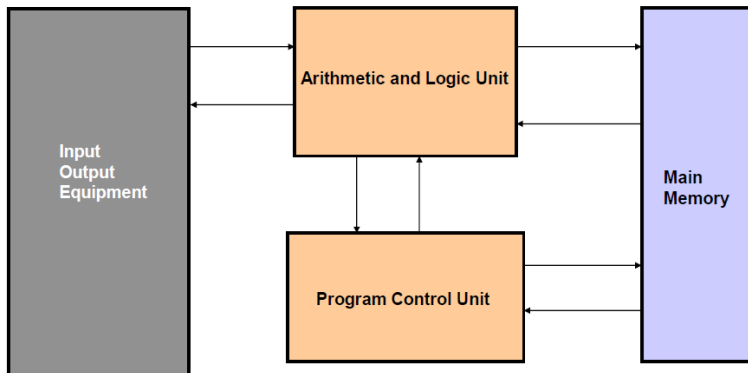 Input
Output
Equipment
Arithmetic and Logic Unit
Program Control Unit
Main
Memory